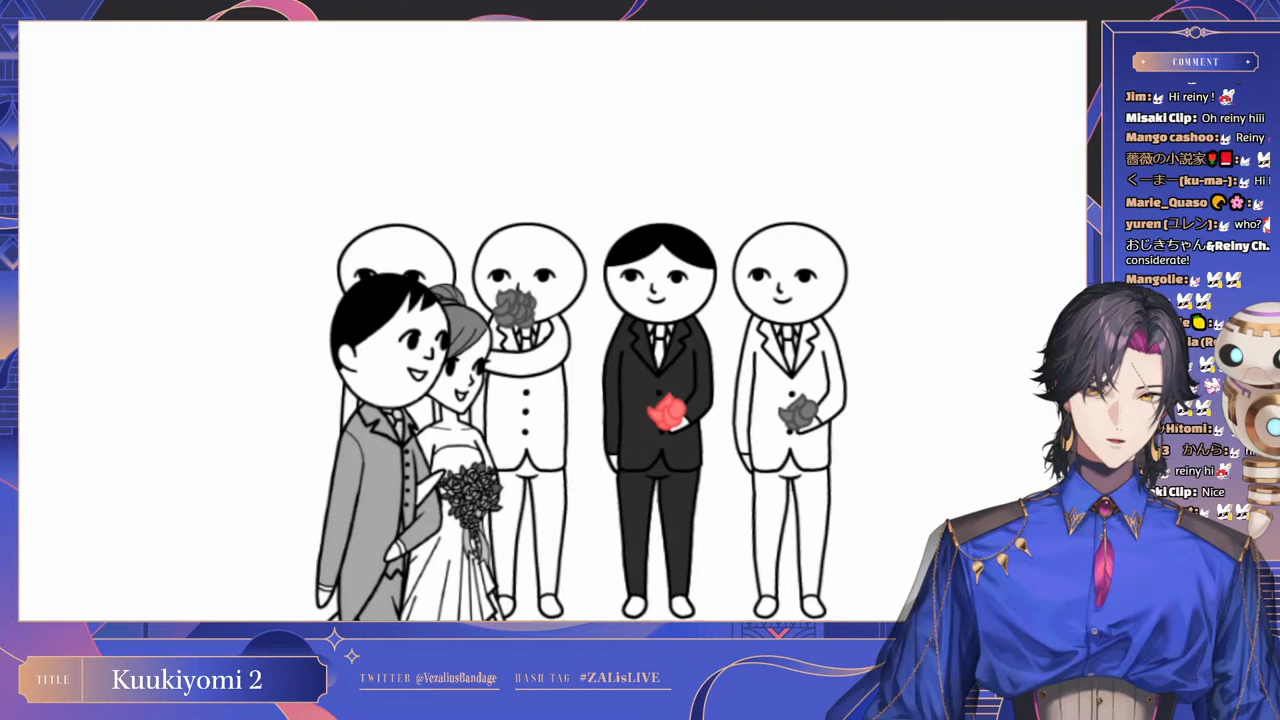 COMMENT
Jim: Hi reiny !
Misaki Clip: Oh reiny hiii
Mango cashoo: Reiny
薔薇の小説家:
くーまー(ku-ma-): Hi
Marie_Quaso :
yuren (ユレン): who?
おじきちゃん&Reiny Ch.
considerate!
Mangolie:
Hitomi:
かんら:
reiny hi
Clip: Nice
TITLE
Kuukiyomi 2
TWITTER @VezaliusBandage
HASH TAG #ZALisLIVE